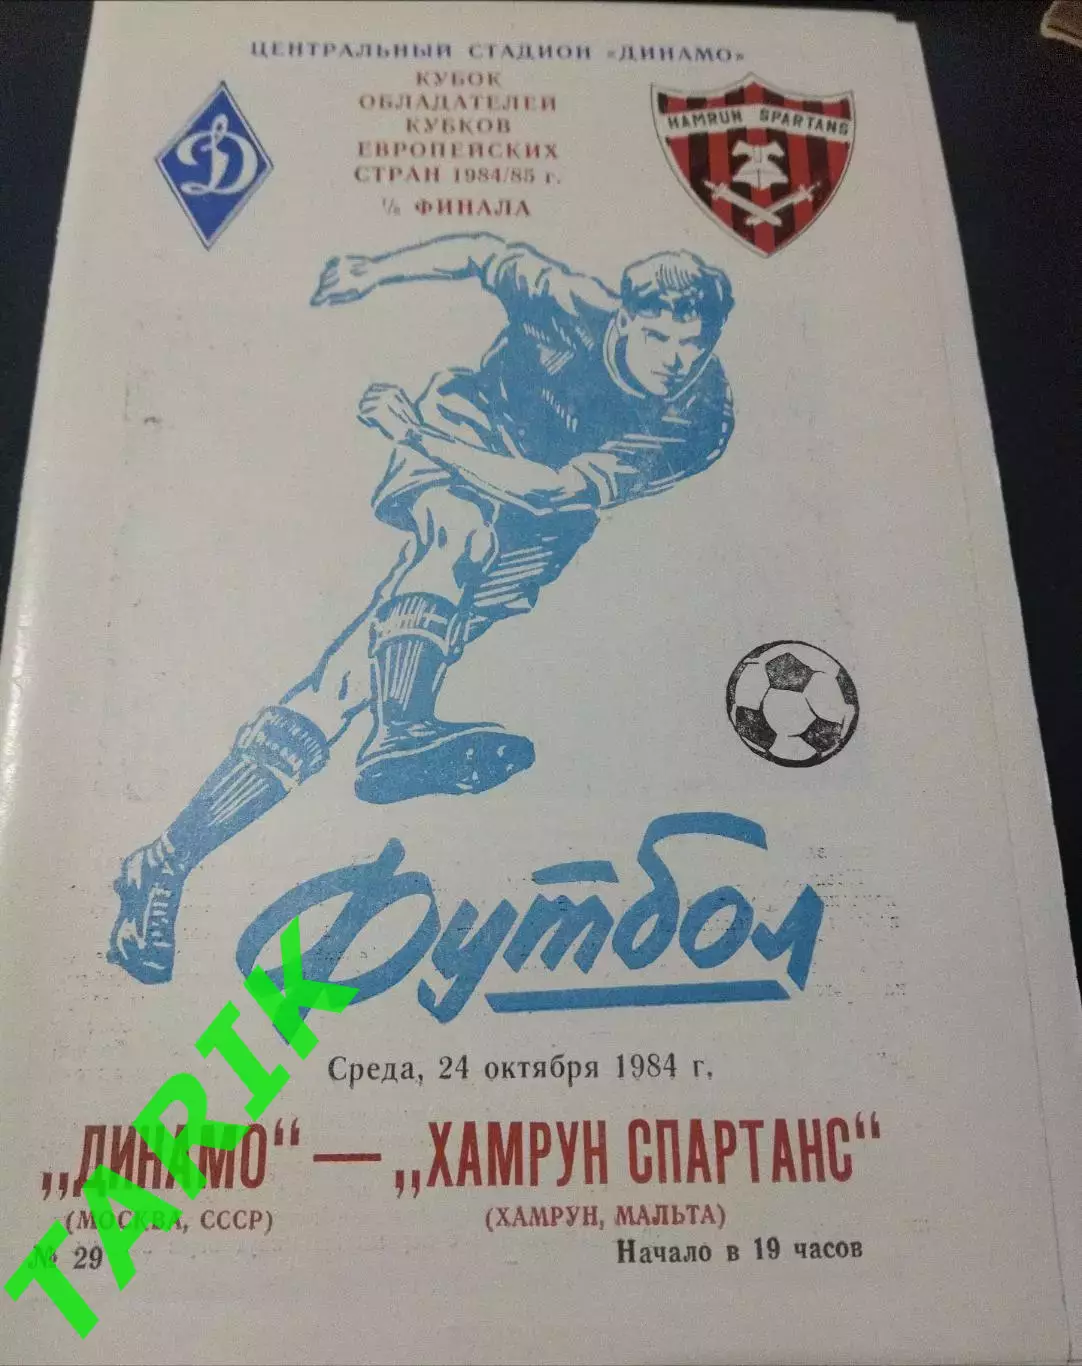 ЦЕНТРАЛЬНЫЙ СТАДИОН «ДИНАМО»
КУБОК
ОБЛАДАТЕЛЕЙ
КУБКОВ
ЕВРОПЕЙСКИХ
СТРАН 1984/85 г.
1/8 ФИНАЛА
Д
HAMRUN SPARTANS
Футбол
Среда, 24 октября 1984 г.
„ДИНАМО“ — „ХАМРУН СПАРТАНС“
(МОСКВА, СССР)
(ХАМРУН, МАЛЬТА)
№ 29
Начало в 19 часов
TARIK